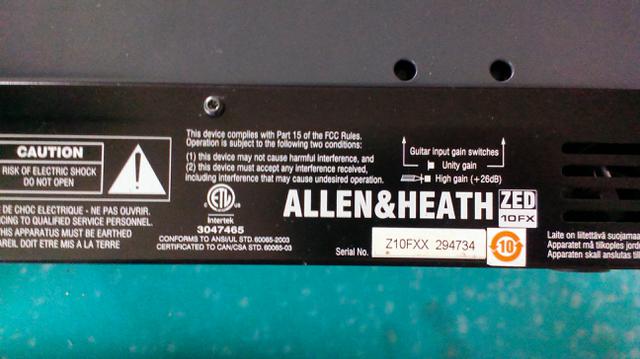 CAUTION
RISK OF ELECTRIC SHOCK
DO NOT OPEN
DE CHOC ELECTRIQUE - NE PAS OUVRIR.
TO QUALIFIED SERVICE PERSONNEL.
THIS APPARATUS MUST BE EARTHED
DOIT ETRE MIS A LA TERRE
This device complies with Part 15 of the FCC Rules.
Operation is subject to the following two conditions:
(1) this device may not cause harmful interference, and
(2) this device must accept any interference received,
including interference that may cause undesired operation.
ETL
Intertek
3047465
CONFORMS TO ANSI/UL STD. 60065-2003
CERTIFIED TO CAN/CSA STD. 60065-03
Guitar input gain switches
Unity gain
High gain (+26dB)
ALLEN&HEATH ZED
10FX
Serial No. Z10FXX 294734
10
Laite on liitettävä suojamaa
Apparatet må tilkoples
Apparaten skall anslutas